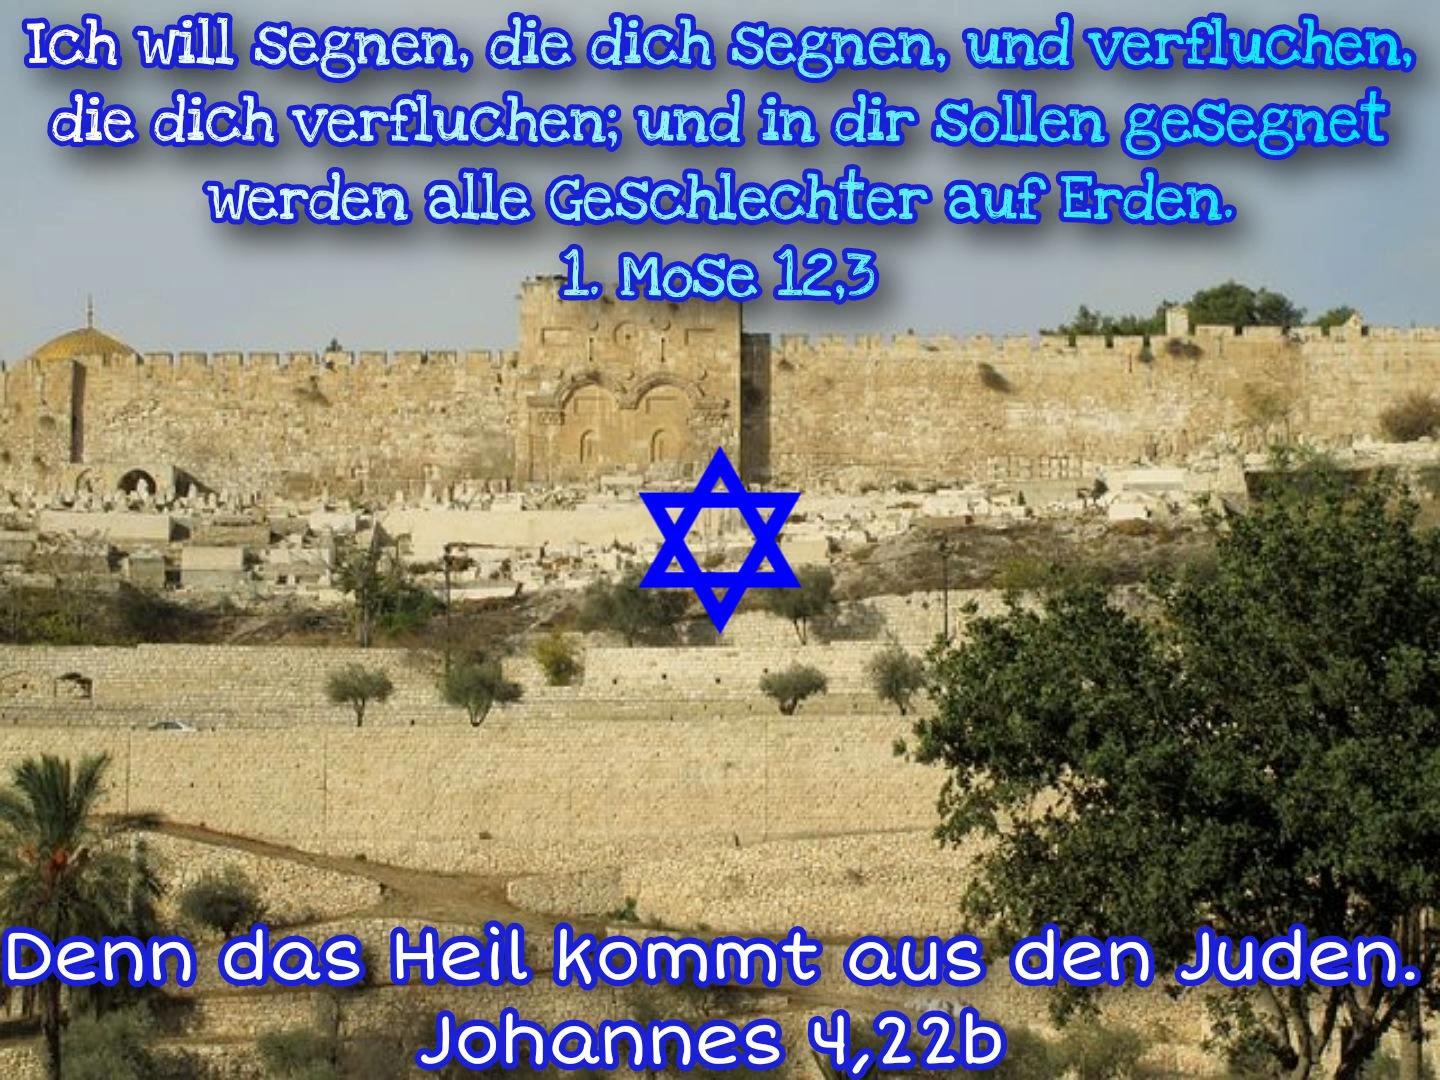 Ich will segnen, die dich segnen, und verfluchen,
die dich verfluchen; und in dir sollen gesegnet
werden alle Geschlechter auf Erden.
1. Mose 12,3
Denn das Heil kommt aus den Juden.
Johannes 4,22b